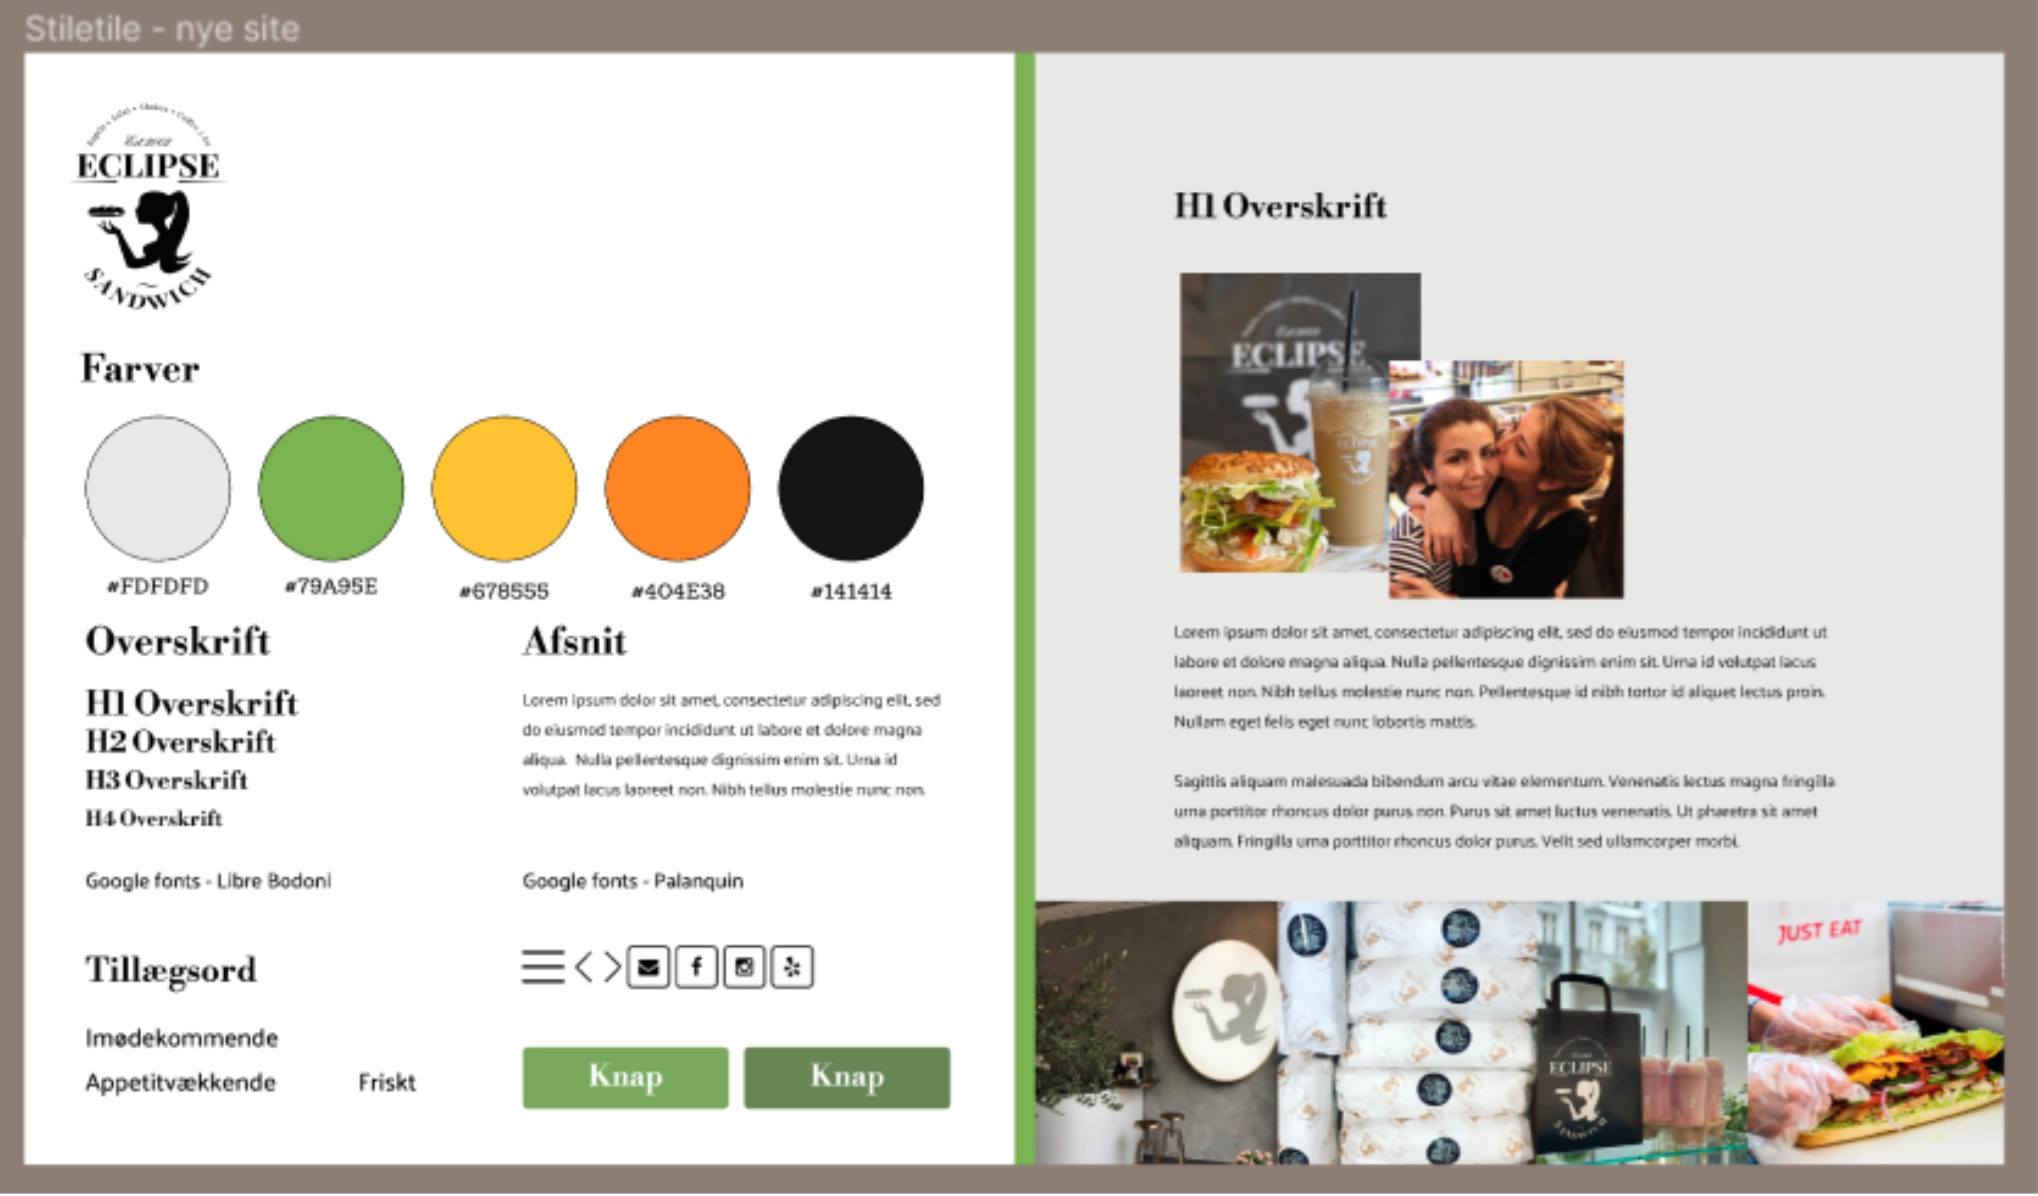 Stiletile - nye site
ECLIPSE
SANDWICH
Farver
#FDFDFD
#79A95E
#678555
#404E38
#141414
Overskrift
H1 Overskrift
H2 Overskrift
H3 Overskrift
H4 Overskrift
Google fonts - Libre Bodoni
Afsnit
Lorem ipsum dolor sit amet, consectetur adipiscing elit, sed
do eiusmod tempor incididunt ut labore et dolore magna
aliqua. Nulla pellentesque dignissim enim sit. Urna id
volutpat lacus laoreet non. Nibh tellus molestie nunc non.
Google fonts - Palanquin
Tillægsord
Imødekommende
Appetitvækkende
Friskt
Knap
Knap
H1 Overskrift
ECLIPSE
ECLIPSE
Lorem ipsum dolor sit amet, consectetur adipiscing elit, sed do eiusmod tempor incididunt ut
labore et dolore magna aliqua. Nulla pellentesque dignissim enim sit. Urna id volutpat lacus
laoreet non. Nibh tellus molestie nunc non. Pellentesque id nibh tortor id aliquet lectus proin.
Nullam eget felis eget nunc lobortis mattis.
Sagittis aliquam malesuada bibendum arcu vitae elementum. Venenatis lectus magna fringilla
urna porttitor rhoncus dolor purus non. Purus sit amet luctus venenatis. Ut pharetra sit amet
aliquam. Fringilla urna porttitor rhoncus dolor purus. Velit sed ullamcorper morbi.
JUST EAT
ECLIPSE
SANDWICH